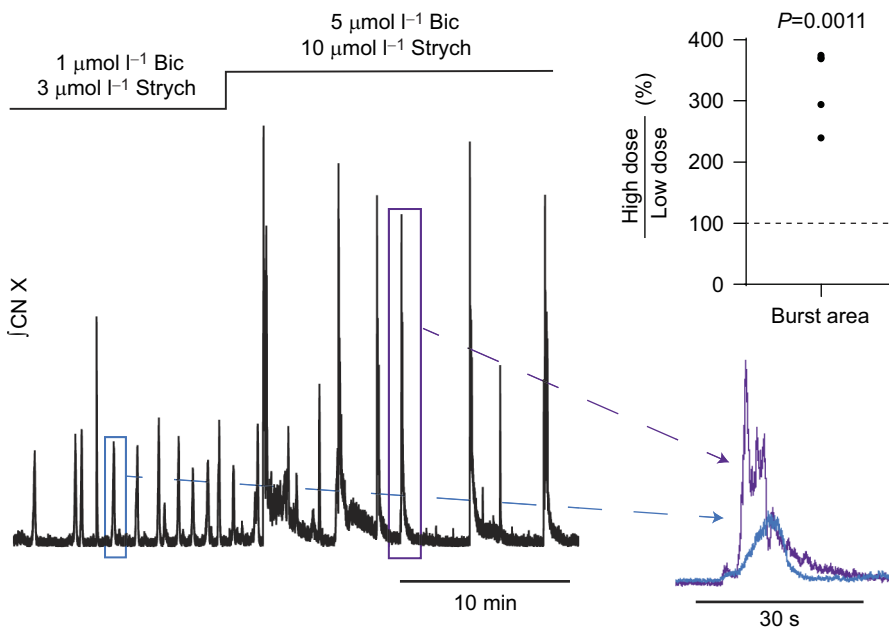 1 μmol l⁻¹ Bic
3 μmol l⁻¹ Strych
5 μmol l⁻¹ Bic
10 μmol l⁻¹ Strych
∫CN X
10 min
P=0.0011
High dose
Low dose
(%)
400
300
200
100
0
Burst area
30 s